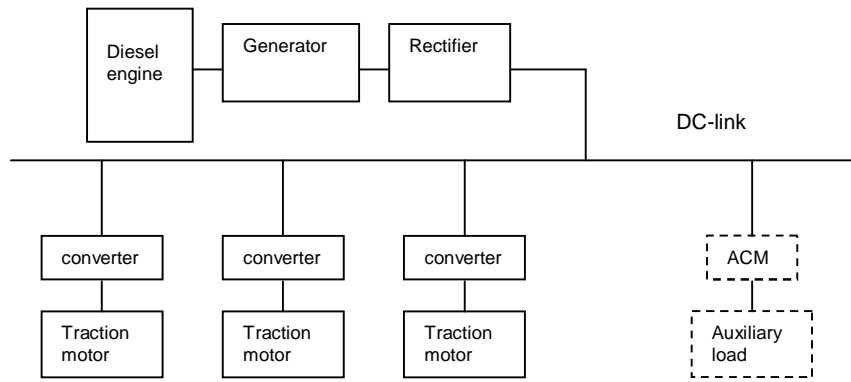 Diesel
engine
Generator
Rectifier
DC-link
converter
converter
converter
ACM
Traction
motor
Traction
motor
Traction
motor
Auxiliary
load